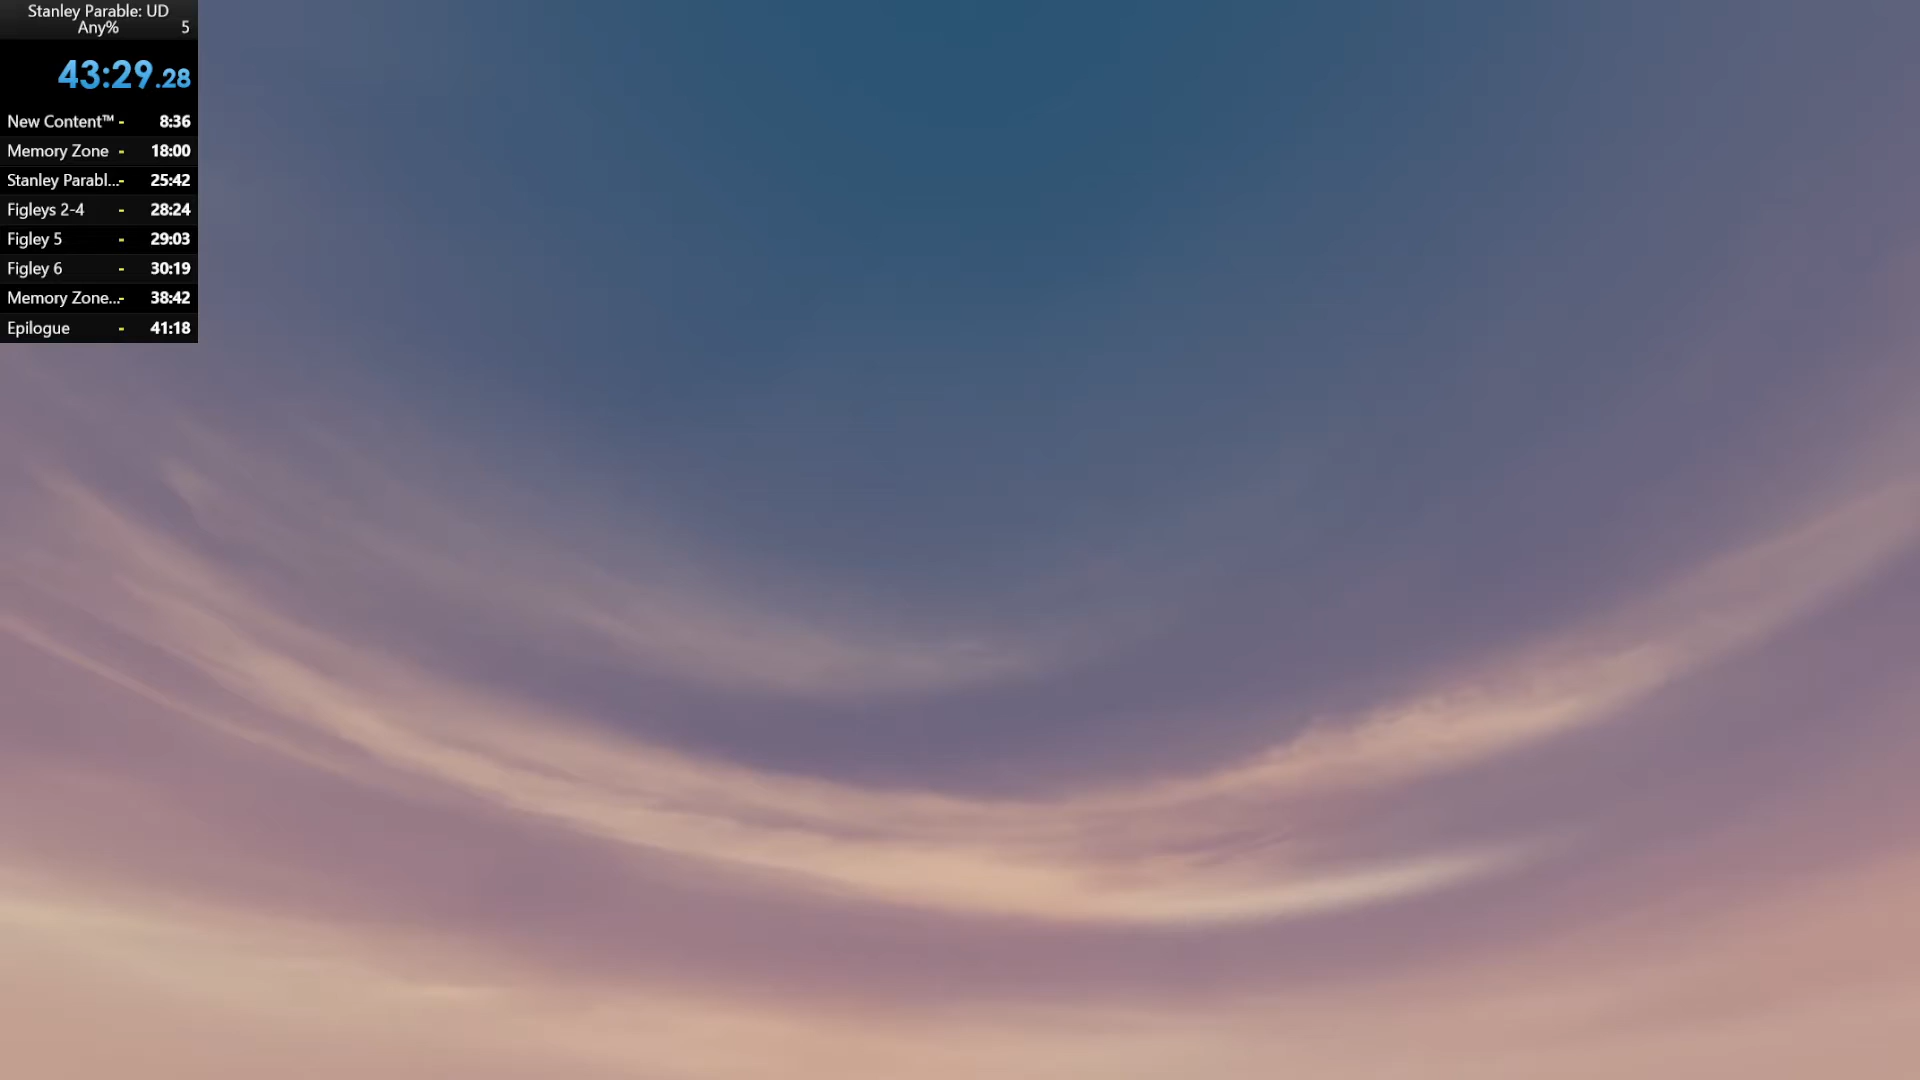 Stanley Parable: UD
Any% 5
43:29.28
New Content™ - 8:36
Memory Zone - 18:00
Stanley Parabl...- 25:42
Figleys 2-4 - 28:24
Figley 5 - 29:03
Figley 6 - 30:19
Memory Zone...- 38:42
Epilogue - 41:18